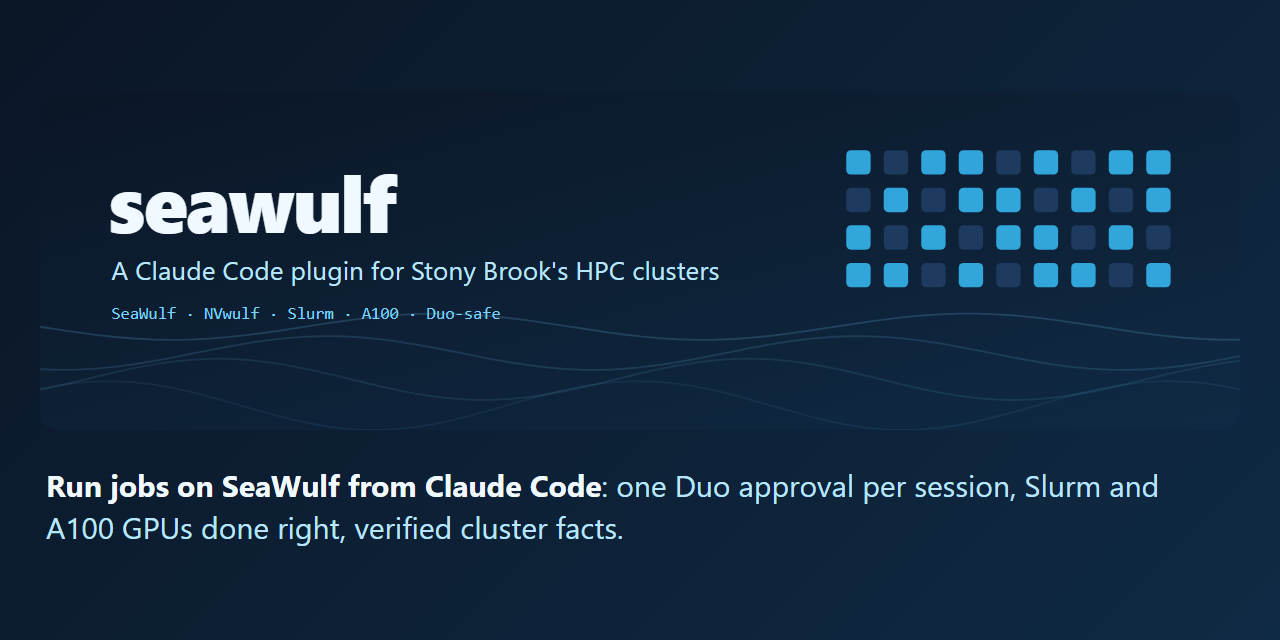 seawulf
A Claude Code plugin for Stony Brook's HPC clusters
SeaWulf · NVwulf · Slurm · A100 · Duo-safe
Run jobs on SeaWulf from Claude Code: one Duo approval per session, Slurm and
A100 GPUs done right, verified cluster facts.